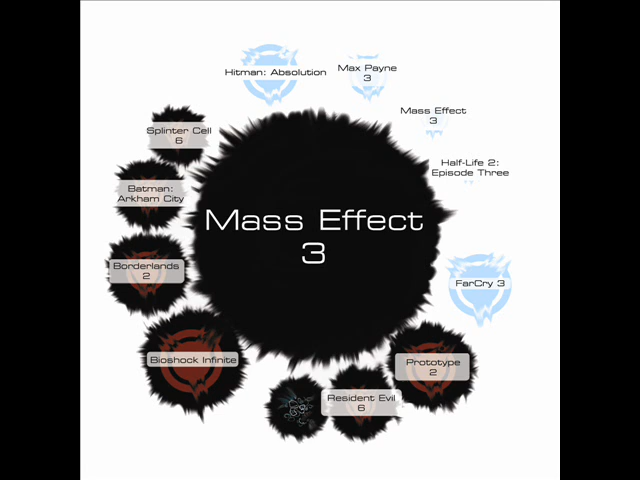 Hitman: Absolution
Max Payne
3
Mass Effect
3
Half-Life 2:
Episode Three
Splinter Cell
6
Batman:
Arkham City
Mass Effect
3
Borderlands
2
FarCry 3
Bioshock Infinite
Prototype
2
Resident Evil
6